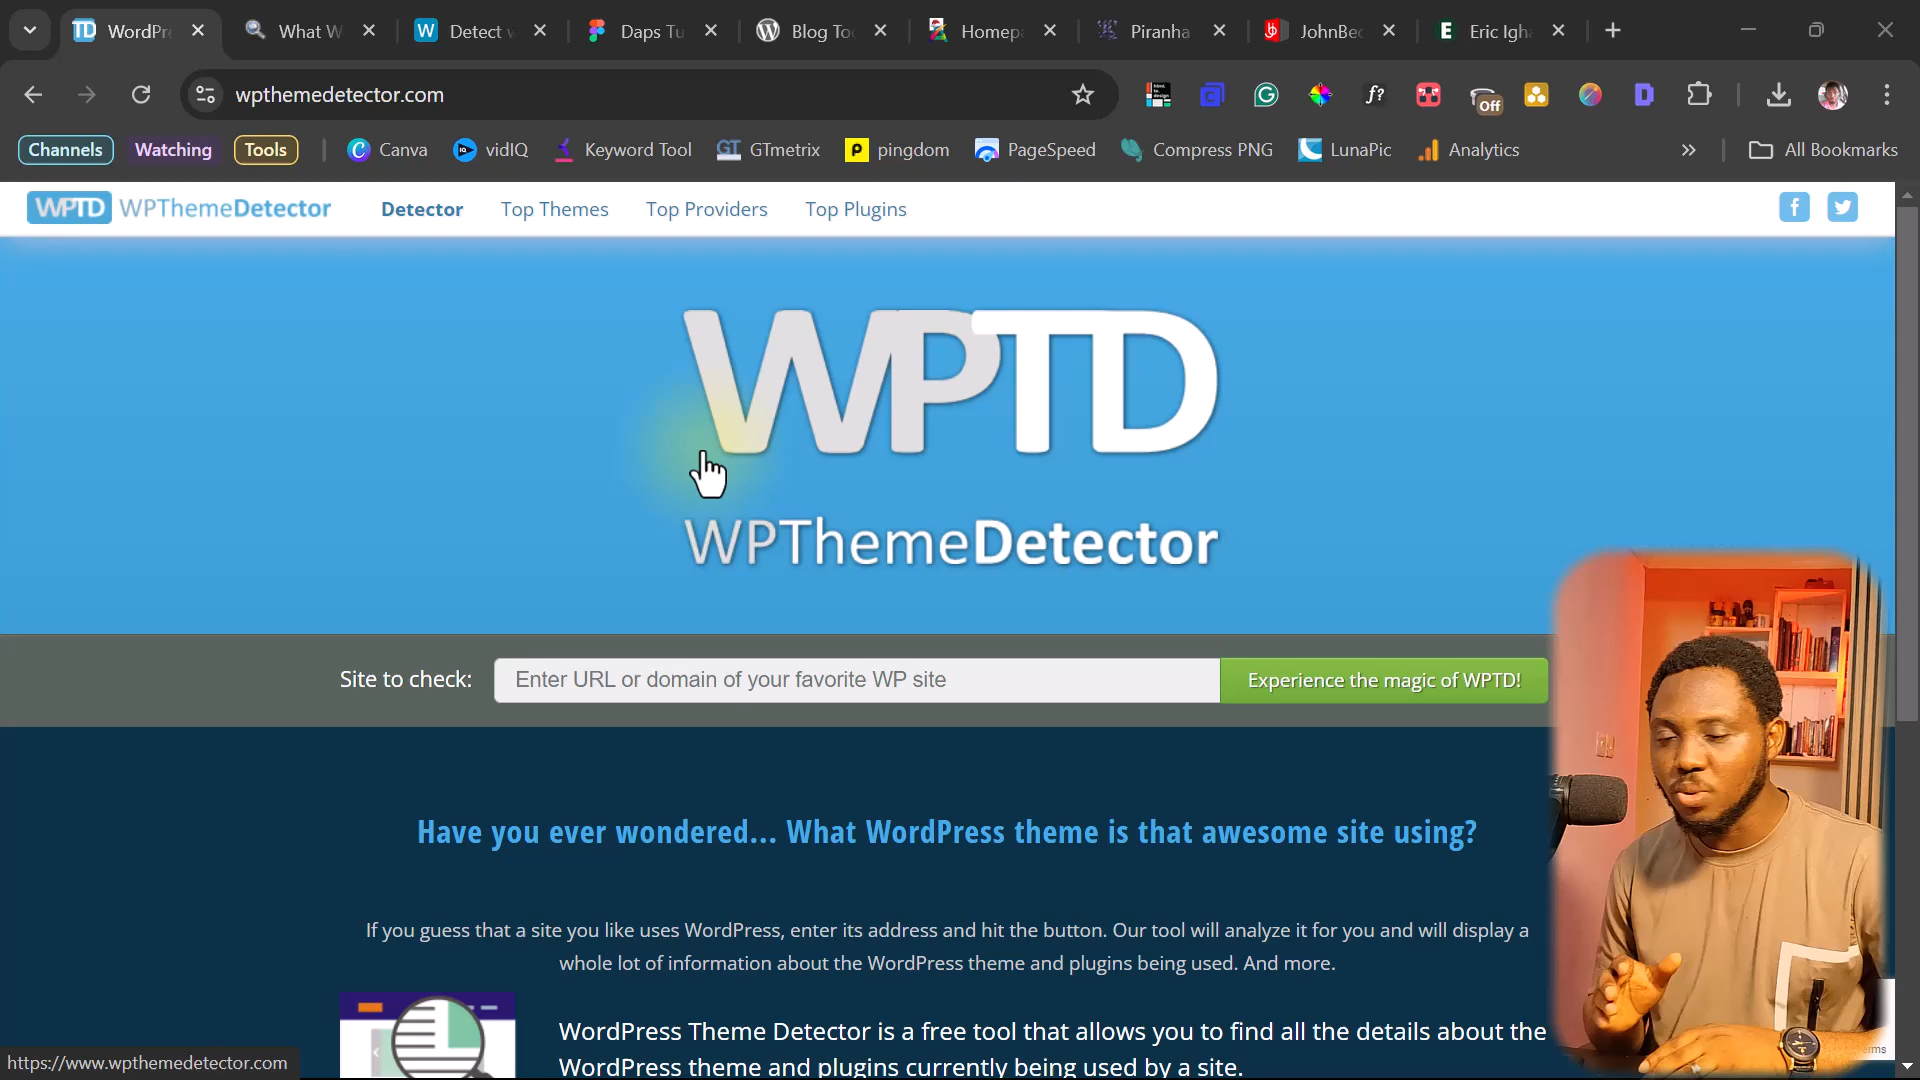 WordPr
What W
Detect w
Daps Tu
Blog Too
Homepa
Piranha
JohnBec
Eric Igh
wpthemedetector.com
Off
Channels
Watching
Tools
Canva
vidIQ
Keyword Tool
GTmetrix
pingdom
PageSpeed
Compress PNG
LunaPic
Analytics
All Bookmarks
WPTD WPThemeDetector
Detector
Top Themes
Top Providers
Top Plugins
WPTD
WPThemeDetector
Site to check:
Enter URL or domain of your favorite WP site
Experience the magic of WPTD!
Have you ever wondered... What WordPress theme is that awesome site using?
If you guess that a site you like uses WordPress, enter its address and hit the button. Our tool will analyze it for you and will display a
whole lot of information about the WordPress theme and plugins being used. And more.
WordPress Theme Detector is a free tool that allows you to find all the details about the
WordPress theme and plugins currently being used by a site.
https://www.wpthemedetector.com